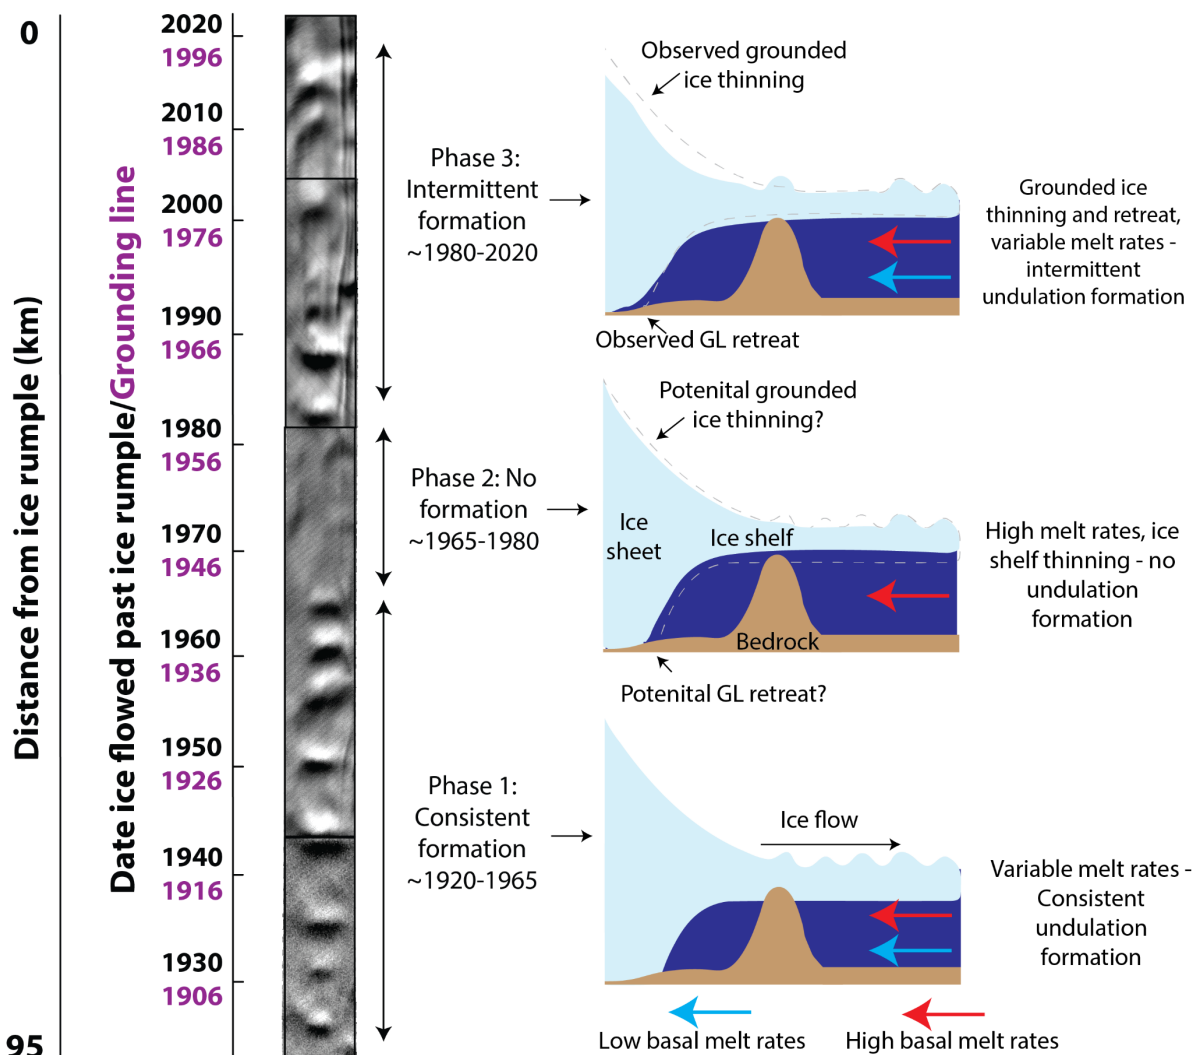 0
Distance from ice rumple (km)
95
Date ice flowed past ice rumple/Grounding line
2020
1996
2010
1986
2000
1976
1990
1966
1980
1956
1970
1946
1960
1936
1950
1926
1940
1916
1930
1906
Phase 3:
Intermittent
formation
~1980-2020
Observed grounded
ice thinning
Observed GL retreat
Grounded ice
thinning and retreat,
variable melt rates -
intermittent
undulation formation
Phase 2: No
formation
~1965-1980
Potenital grounded
ice thinning?
Ice
sheet
Ice shelf
Bedrock
Potenital GL retreat?
High melt rates, ice
shelf thinning - no
undulation
formation
Phase 1:
Consistent
formation
~1920-1965
Ice flow
Variable melt rates -
Consistent
undulation
formation
Low basal melt rates
High basal melt rates